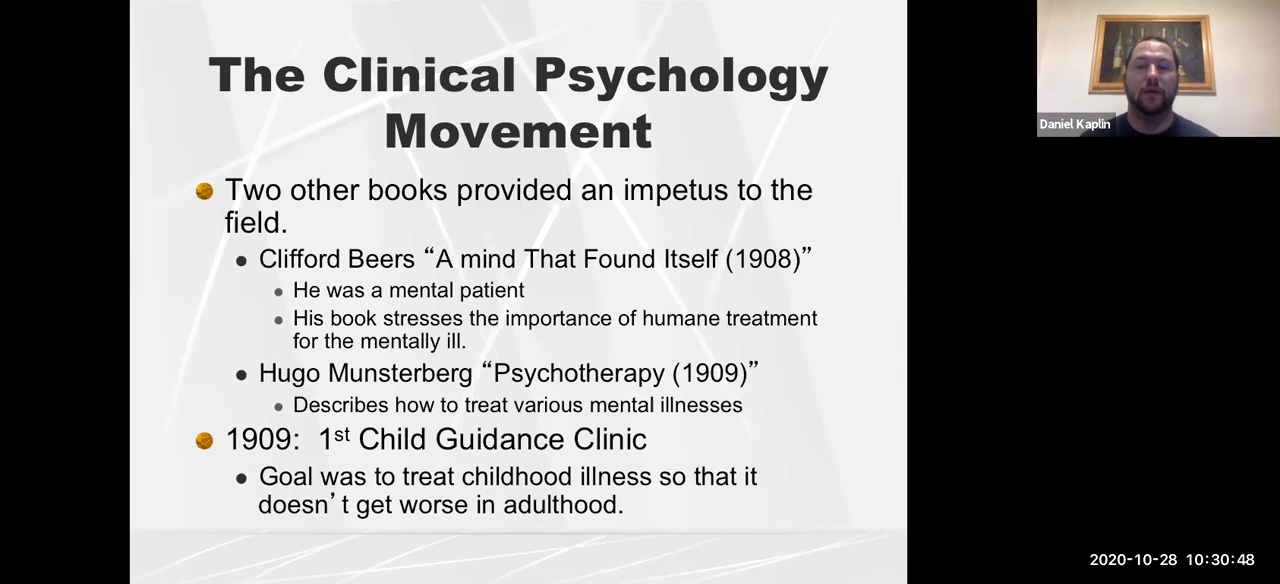 The Clinical Psychology
Movement
Two other books provided an impetus to the
field.
Clifford Beers “A mind That Found Itself (1908)”
He was a mental patient
His book stresses the importance of humane treatment
for the mentally ill.
Hugo Munsterberg “Psychotherapy (1909)”
Describes how to treat various mental illnesses
1909:  1st Child Guidance Clinic
Goal was to treat childhood illness so that it
doesn’t get worse in adulthood.
Daniel Kaplin
2020-10-28 10:30:48